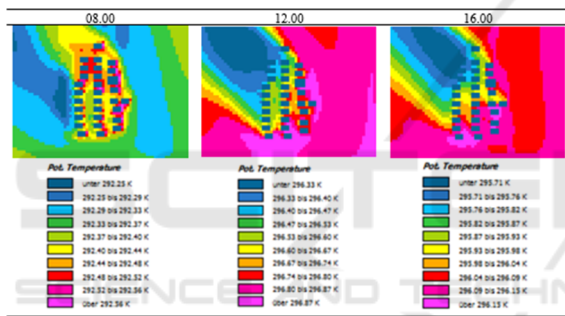 08.00 12.00 16.00
Pot. Temperature
unter 292.25 K
292.25 bis 292.29 K
292.29 bis 292.33 K
292.33 bis 292.37 K
292.37 bis 292.40 K
292.40 bis 292.44 K
292.44 bis 292.48 K
292.48 bis 292.52 K
292.52 bis 292.56 K
über 292.56 K
Pot. Temperature
unter 296.33 K
296.33 bis 296.40 K
296.40 bis 296.47 K
296.47 bis 296.53 K
296.53 bis 296.60 K
296.60 bis 296.67 K
296.67 bis 296.74 K
296.74 bis 296.80 K
296.80 bis 296.87 K
über 296.87 K
Pot. Temperature
unter 295.71 K
295.71 bis 295.76 K
295.76 bis 295.82 K
295.82 bis 295.87 K
295.87 bis 295.93 K
295.93 bis 295.98 K
295.98 bis 296.04 K
296.04 bis 296.09 K
296.09 bis 296.15 K
über 296.15 K